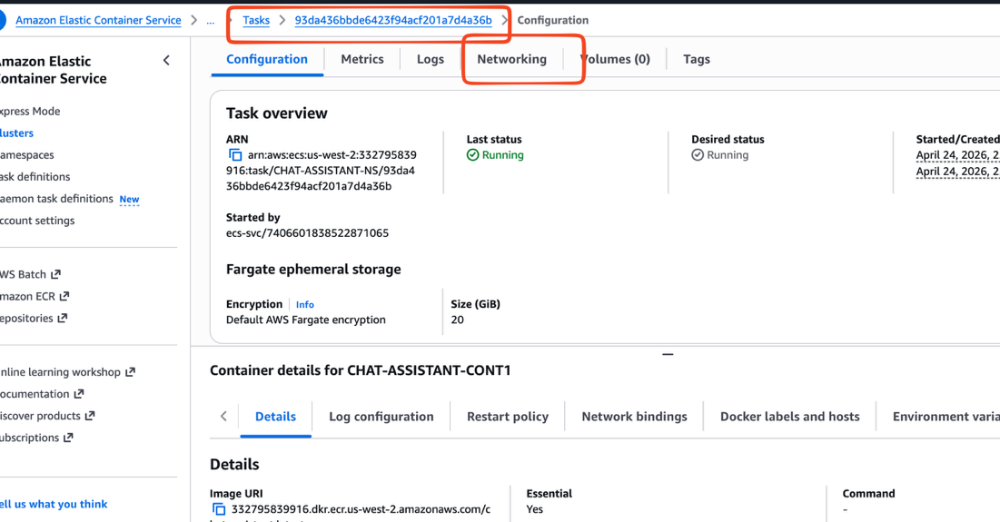 Amazon Elastic Container Service > ... > Tasks > 93da436bbde6423f94acf201a7d4a36b > Configuration
mazon Elastic
ontainer Service
xpress Mode
lusters
amespaces
ask definitions
aemon task definitions New
ccount settings
WS Batch
mazon ECR
epositories
nline learning workshop
ocumentation
iscover products
ubscriptions
ell us what you think
Configuration Metrics Logs Networking Volumes (0) Tags
Task overview
ARN
arn:aws:ecs:us-west-2:332795839
916:task/CHAT-ASSISTANT-NS/93da4
36bbde6423f94acf201a7d4a36b
Last status
Running
Desired status
Running
Started/Created
April 24, 2026, 2
April 24, 2026, 2
Started by
ecs-svc/7406601838522871065
Fargate ephemeral storage
Encryption Info
Default AWS Fargate encryption
Size (GiB)
20
Container details for CHAT-ASSISTANT-CONT1
Details Log configuration Restart policy Network bindings Docker labels and hosts Environment varia
Details
Image URI
332795839916.dkr.ecr.us-west-2.amazonaws.com/c
Essential
Yes
Command
-